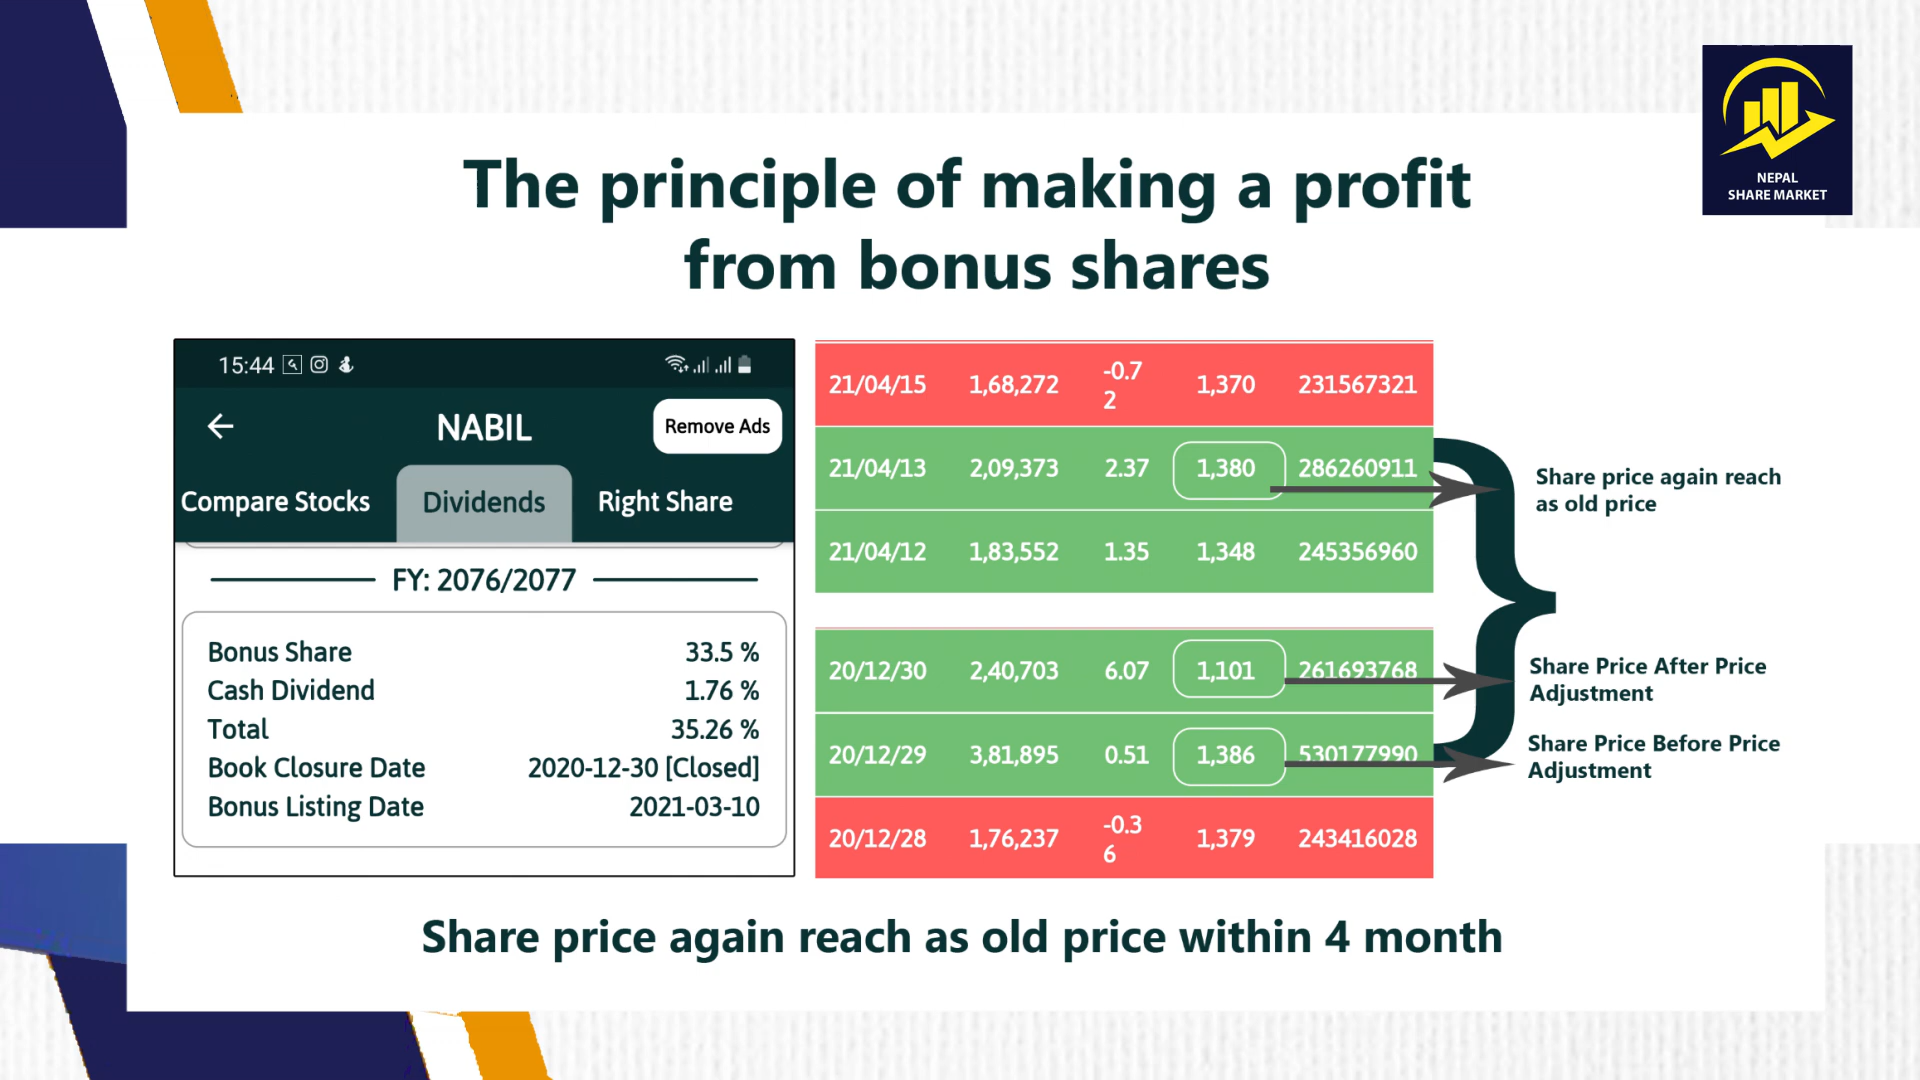 NEPAL
SHARE MARKET
The principle of making a profit
from bonus shares
15:44
NABIL
Remove Ads
Compare Stocks Dividends Right Share
FY: 2076/2077
Bonus Share 33.5 %
Cash Dividend 1.76 %
Total 35.26 %
Book Closure Date 2020-12-30 [Closed]
Bonus Listing Date 2021-03-10
21/04/15 1,68,272 -0.7 1,370 231567321
2
21/04/13 2,09,373 2.37 1,380 286260911
21/04/12 1,83,552 1.35 1,348 245356960
20/12/30 2,40,703 6.07 1,101 261693768
20/12/29 3,81,895 0.51 1,386 530177990
20/12/28 1,76,237 -0.3 1,379 243416028
6
Share price again reach
as old price
Share Price After Price
Adjustment
Share Price Before Price
Adjustment
Share price again reach as old price within 4 month